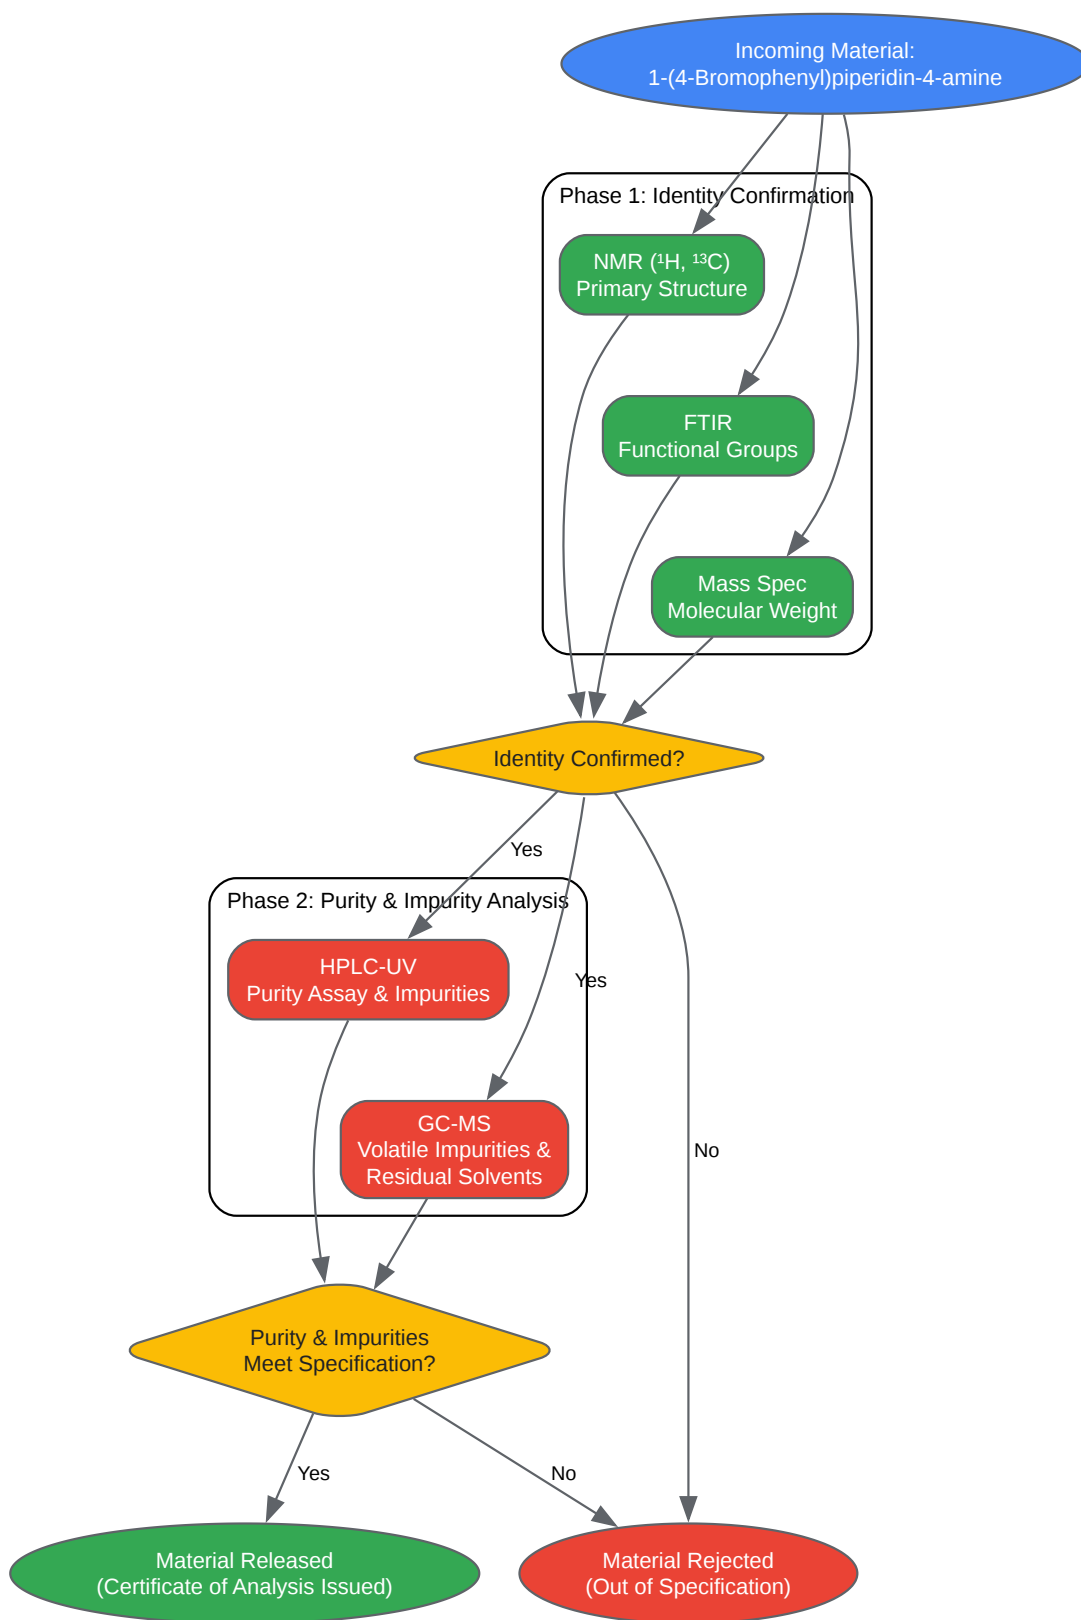 Incoming Material:
1-(4-Bromophenyl)piperidin-4-amine
Phase 1: Identity Confirmation
NMR (¹H, ¹³C)
Primary Structure
FTIR
Functional Groups
Mass Spec
Molecular Weight
Identity Confirmed?
Yes
Phase 2: Purity & Impurity Analysis
HPLC-UV
Purity Assay & Impurities
Yes
GC-MS
Volatile Impurities &
Residual Solvents
No
Purity & Impurities
Meet Specification?
Yes
No
Material Released
(Certificate of Analysis Issued)
Material Rejected
(Out of Specification)